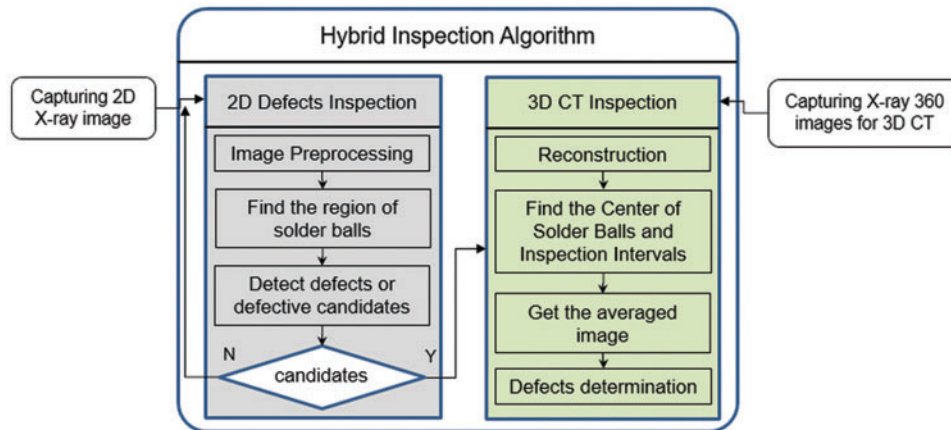 Hybrid Inspection Algorithm
Capturing 2D
X-ray image
2D Defects Inspection
Image Preprocessing
Find the region of
solder balls
Detect defects or
defective candidates
N
candidates
Y
3D CT Inspection
Reconstruction
Find the Center of
Solder Balls and
Inspection Intervals
Get the averaged
image
Defects determination
Capturing X-ray 360
images for 3D CT